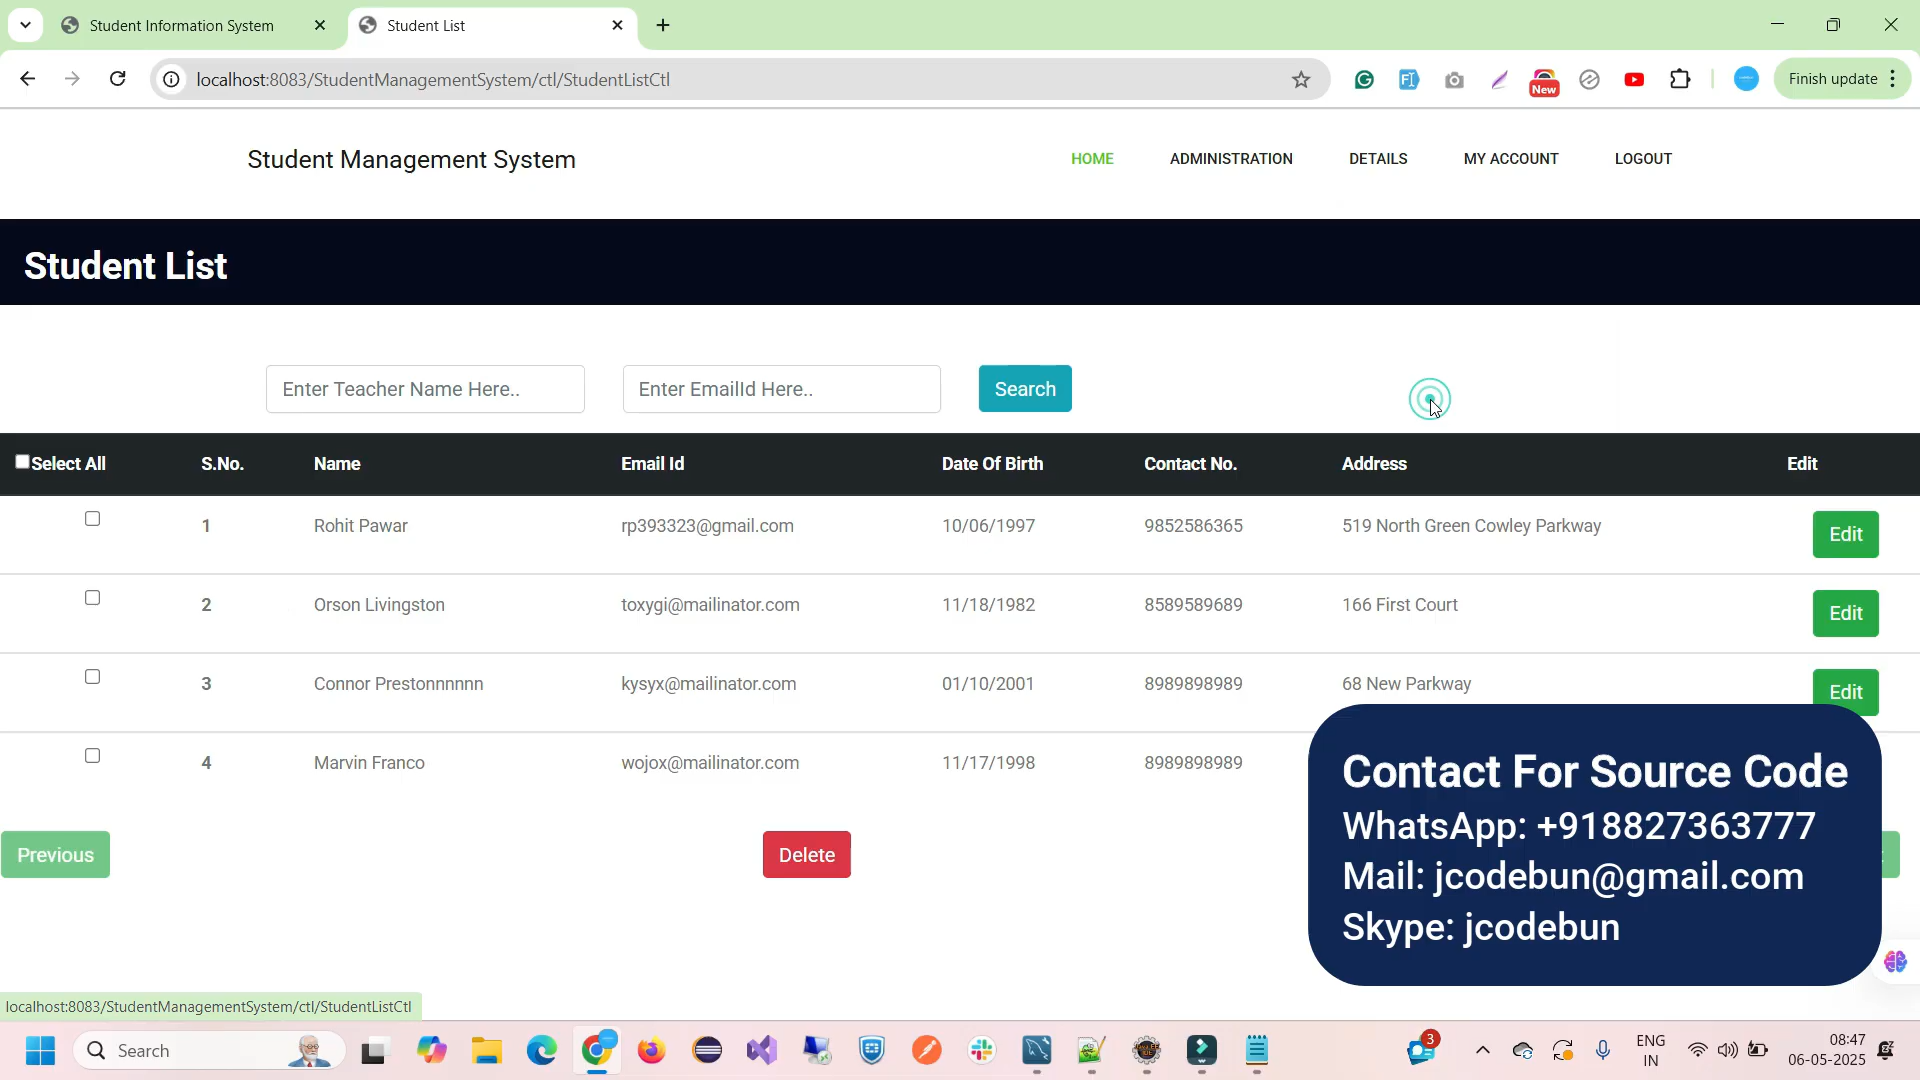 Student Information System
Student List
localhost:8083/StudentManagementSystem/ctl/StudentListCtl
New
Finish update
Student Management System
HOME
ADMINISTRATION
DETAILS
MY ACCOUNT
LOGOUT
Student List
Enter Teacher Name Here..
Enter EmailId Here..
Search
Select All S.No. Name Email Id Date Of Birth Contact No. Address Edit
1 Rohit Pawar rp393323@gmail.com 10/06/1997 9852586365 519 North Green Cowley Parkway Edit
2 Orson Livingston toxygi@mailinator.com 11/18/1982 8589589689 166 First Court Edit
3 Connor Prestonnnnnn kysyx@mailinator.com 01/10/2001 8989898989 68 New Parkway Edit
4 Marvin Franco wojox@mailinator.com 11/17/1998 8989898989
Previous
Delete
Contact For Source Code
WhatsApp: +918827363777
Mail: jcodebun@gmail.com
Skype: jcodebun
localhost:8083/StudentManagementSystem/ctl/StudentListCtl
Search
3
ENG
IN
08:47
06-05-2025